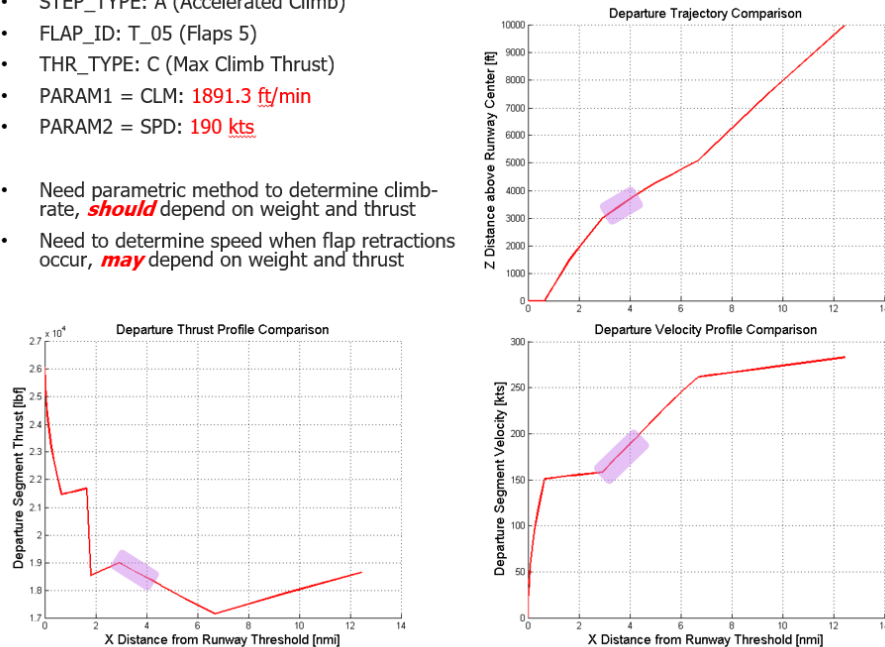 • STEP_TYPE: A (Accelerated Climb)
• FLAP_ID: T_05 (Flaps 5)
• THR_TYPE: C (Max Climb Thrust)
• PARAM1 = CLM: 1891.3 ft/min
• PARAM2 = SPD: 190 kts
• Need parametric method to determine climb-
rate, should depend on weight and thrust
• Need to determine speed when flap retractions
occur, may depend on weight and thrust
Departure Trajectory Comparison
Z Distance above Runway Center [ft]
10000
9000
8000
7000
6000
5000
4000
3000
2000
1000
0
0 2 4 6 8 10 12 14
Departure Thrust Profile Comparison
x 10⁴
Departure Segment Thrust [lbf]
2.7
2.6
2.5
2.4
2.3
2.2
2.1
2
1.9
1.8
1.7
0 2 4 6 8 10 12 14
X Distance from Runway Threshold [nmi]
Departure Velocity Profile Comparison
Departure Segment Velocity [kts]
300
250
200
150
100
50
0
0 2 4 6 8 10 12 14
X Distance from Runway Threshold [nmi]